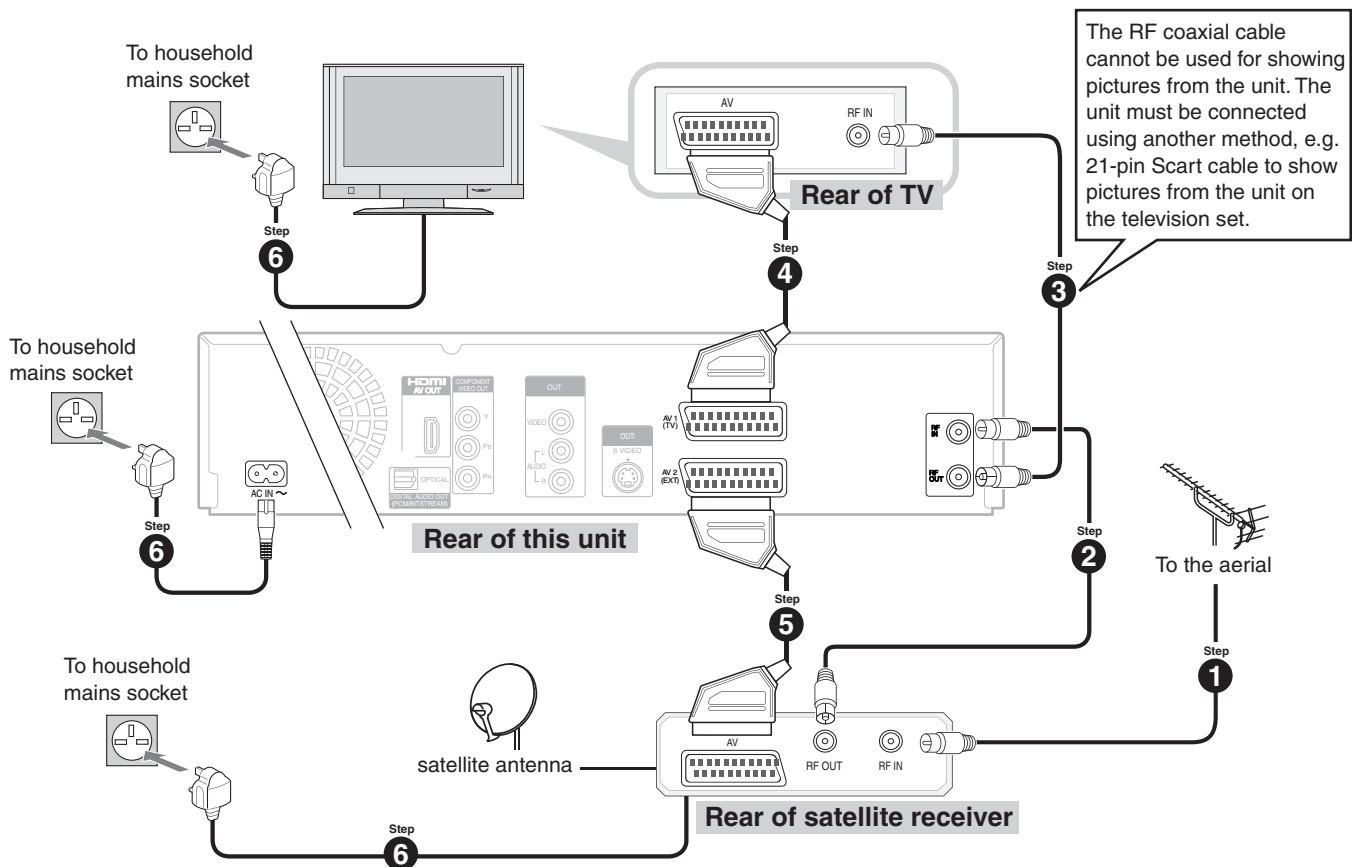 To household
mains socket
Step
6
AV
RF IN
Rear of TV
The RF coaxial cable
cannot be used for showing
pictures from the unit. The
unit must be connected
using another method, e.g.
21-pin Scart cable to show
pictures from the unit on
the television set.
Step
4
Step
3
To household
mains socket
AC IN ~
Step
6
HDMI
AV OUT
COMPONENT
VIDEO OUT
Y
PB
PR
OPTICAL
DIGITAL AUDIO OUT
(PCM/BITSTREAM)
OUT
VIDEO
L
AUDIO
R
OUT
S VIDEO
AV 1
(TV)
AV 2
(EXT)
RF
IN
RF
OUT
Rear of this unit
Step
2
To the aerial
Step
5
Step
1
To household
mains socket
satellite antenna
AV
RF OUT
RF IN
Rear of satellite receiver
Step
6